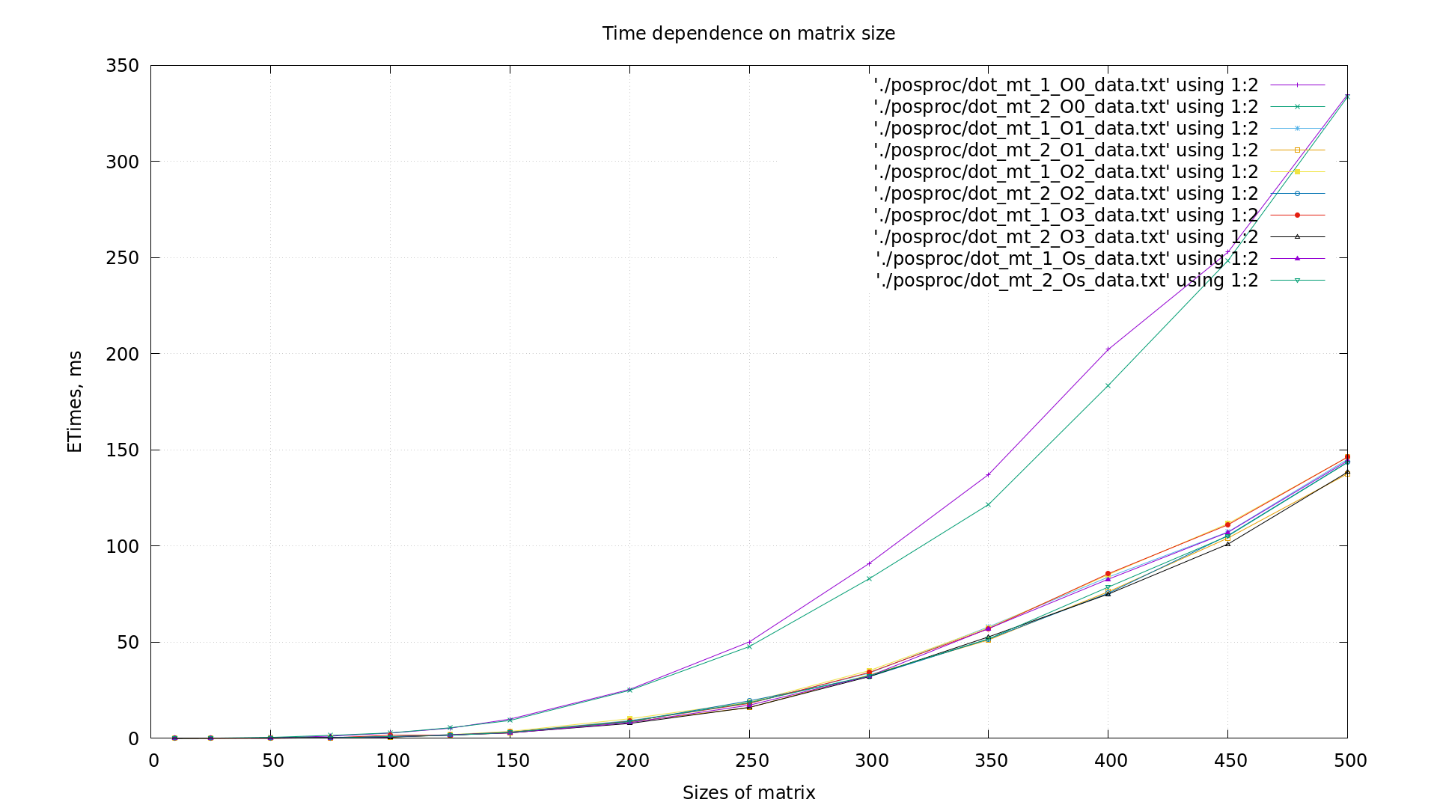 Time dependence on matrix size
350
300
250
200
150
100
50
0
ETimes, ms
'./posproc/dot_mt_1_O0_data.txt' using 1:2
'./posproc/dot_mt_2_O0_data.txt' using 1:2
'./posproc/dot_mt_1_O1_data.txt' using 1:2
'./posproc/dot_mt_2_O1_data.txt' using 1:2
'./posproc/dot_mt_1_O2_data.txt' using 1:2
'./posproc/dot_mt_2_O2_data.txt' using 1:2
'./posproc/dot_mt_1_O3_data.txt' using 1:2
'./posproc/dot_mt_2_O3_data.txt' using 1:2
'./posproc/dot_mt_1_Os_data.txt' using 1:2
'./posproc/dot_mt_2_Os_data.txt' using 1:2
0 50 100 150 200 250 300 350 400 450 500
Sizes of matrix